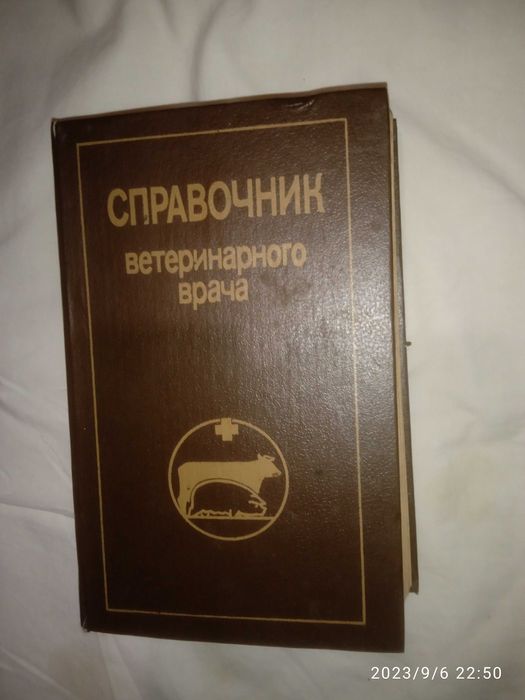 СПРАВОЧНИК
ветеринарного
врача
2023/9/6 22:50